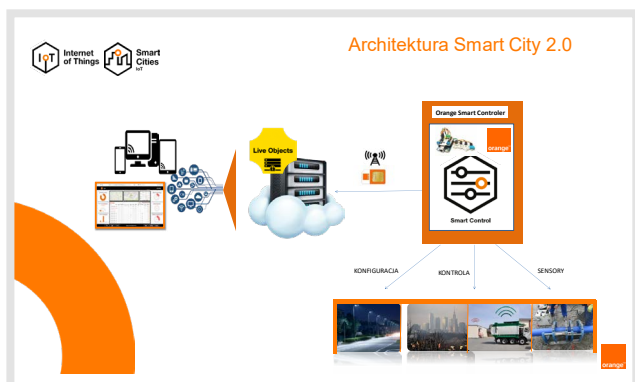 Architektura Smart City 2.0
IoT
Internet
of Things
Smart
Cities
IoT
Orange Smart Controler
orange
Live Objects
Smart Control
KONFIGURACJA
KONTROLA
SENSORY
orange